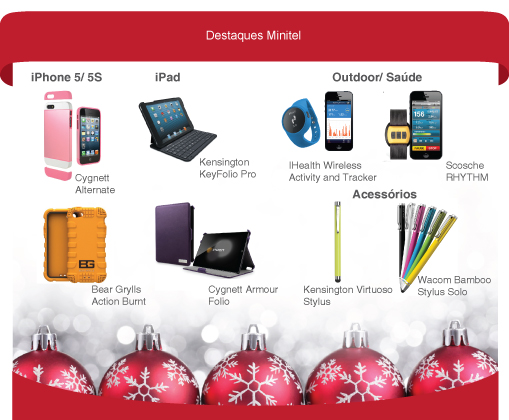 Destaques Minitel
iPhone 5/ 5S
iPad
Outdoor/ Saúde
Cygnett
Alternate
Kensington
KeyFolio Pro
IHealth Wireless
Activity and Tracker
Scosche
RHYTHM
Acessórios
BG
Bear Grylls
Action Burnt
Cygnett Armour
Folio
Kensington Virtuoso
Stylus
Wacom Bamboo
Stylus Solo